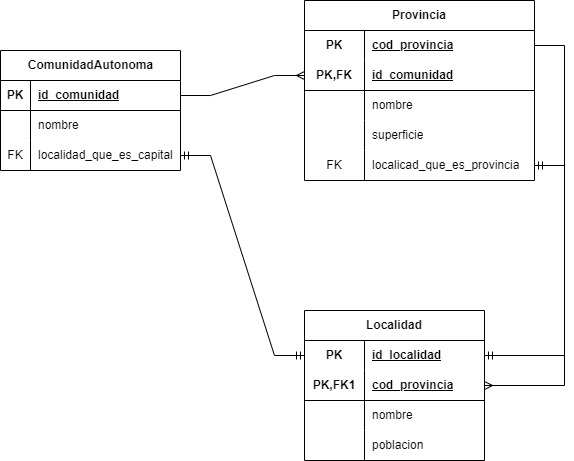 ComunidadAutonoma
PK id_comunidad
nombre
FK localidad_que_es_capital
Provincia
PK cod_provincia
PK,FK id_comunidad
nombre
superficie
FK localicad_que_es_provincia
Localidad
PK id_localidad
PK,FK1 cod_provincia
nombre
poblacion